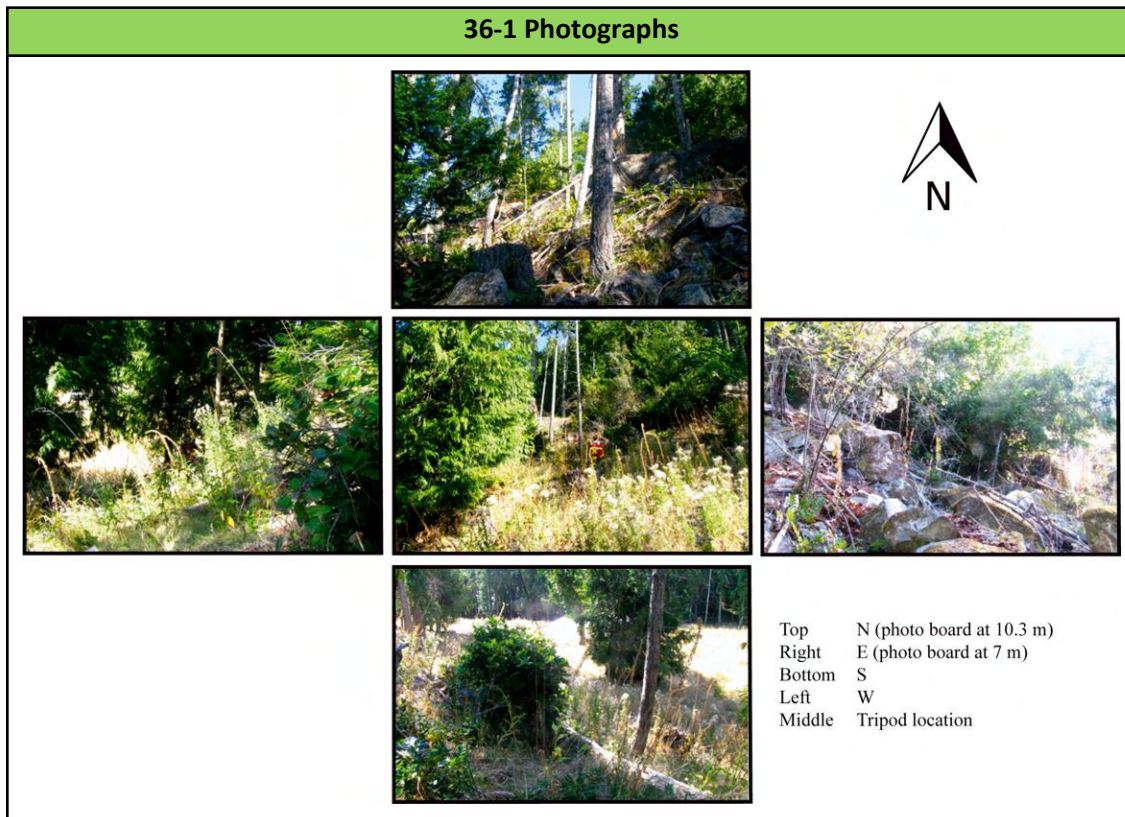 36-1 Photographs
N
Top N (photo board at 10.3 m)
Right E (photo board at 7 m)
Bottom S
Left W
Middle Tripod location